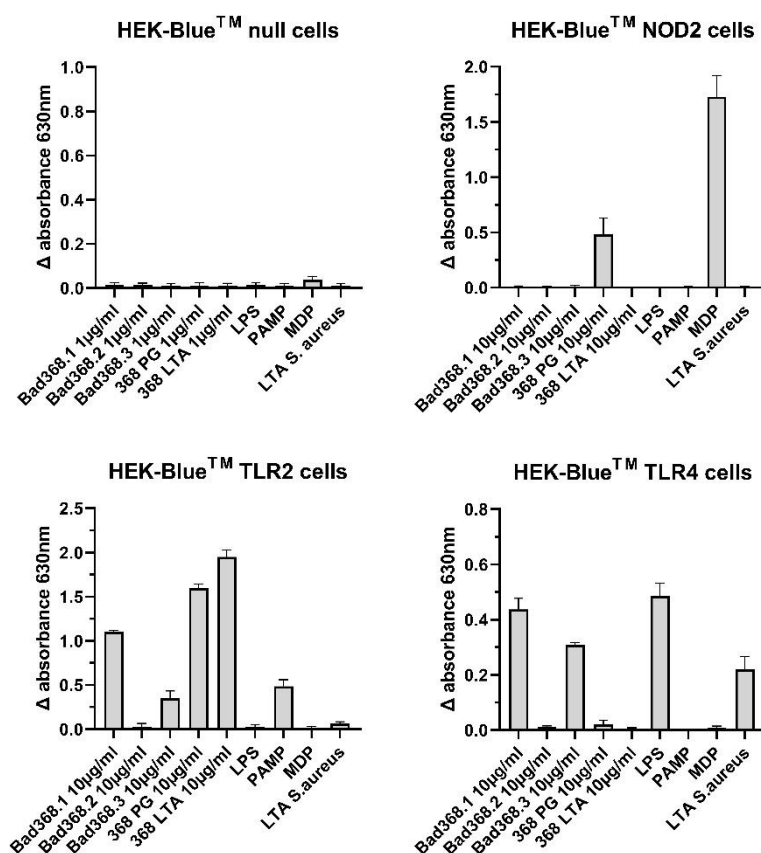 HEK-Blue™ null cells
Δ absorbance 630nm
1.0
0.8
0.6
0.4
0.2
0.0
Bad368.1 1µg/ml
Bad368.2 1µg/ml
Bad368.3 1µg/ml
368 PG 1µg/ml
368 LTA 1µg/ml
LPS
PAMP
MDP
LTA S. aureus
HEK-Blue™ NOD2 cells
Δ absorbance 630nm
2.0
1.5
1.0
0.5
0.0
Bad368.1 10µg/ml
Bad368.2 10µg/ml
Bad368.3 10µg/ml
368 PG 10µg/ml
368 LTA 10µg/ml
LPS
PAMP
MDP
LTA S. aureus
HEK-Blue™ TLR2 cells
Δ absorbance 630nm
2.5
2.0
1.5
1.0
0.5
0.0
Bad368.1 10µg/ml
Bad368.2 10µg/ml
Bad368.3 10µg/ml
368 PG 10µg/ml
368 LTA 10µg/ml
LPS
PAMP
MDP
LTA S.aureus
HEK-Blue™ TLR4 cells
Δ absorbance 630nm
0.8
0.6
0.4
0.2
0.0
Bad368.1 10µg/ml
Bad368.2 10µg/ml
Bad368.3 10µg/ml
368 PG 10µg/ml
368 LTA 10µg/ml
LPS
PAMP
MDP
LTA S.aureus